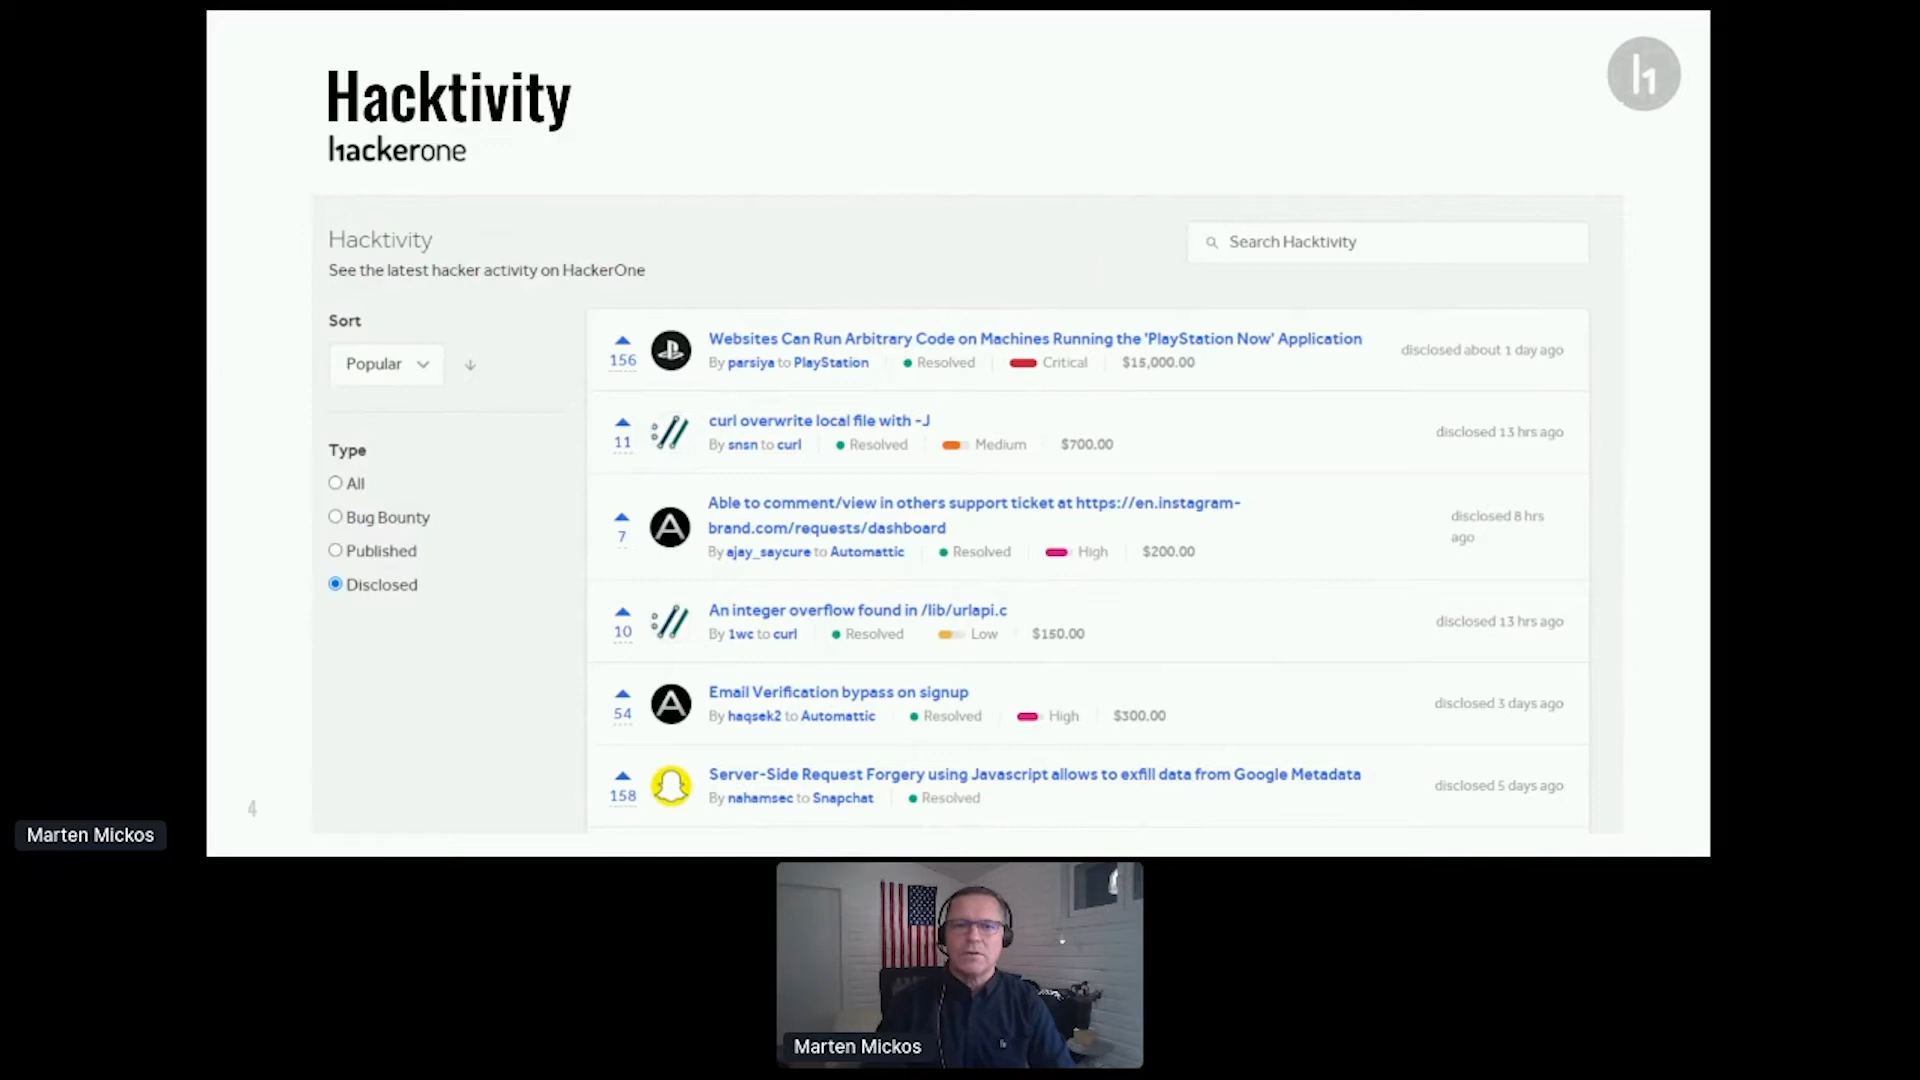 Hacktivity
hackerone
h1
Hacktivity
See the latest hacker activity on HackerOne
Search Hacktivity
Sort
Popular
Type
All
Bug Bounty
Published
Disclosed
156
Websites Can Run Arbitrary Code on Machines Running the 'PlayStation Now' Application
By parsiya to PlayStation Resolved Critical $15,000.00
disclosed about 1 day ago
11
curl overwrite local file with -J
By snsn to curl Resolved Medium $700.00
disclosed 13 hrs ago
7
Able to comment/view in others support ticket at https://en.instagram-
brand.com/requests/dashboard
By ajay_saycure to Automattic Resolved High $200.00
disclosed 8 hrs
ago
10
An integer overflow found in /lib/urlapi.c
By 1wc to curl Resolved Low $150.00
disclosed 13 hrs ago
54
Email Verification bypass on signup
By haqsek2 to Automattic Resolved High $300.00
disclosed 3 days ago
158
Server-Side Request Forgery using Javascript allows to exfill data from Google Metadata
By nahamsec to Snapchat Resolved
disclosed 5 days ago
4
Marten Mickos
Marten Mickos